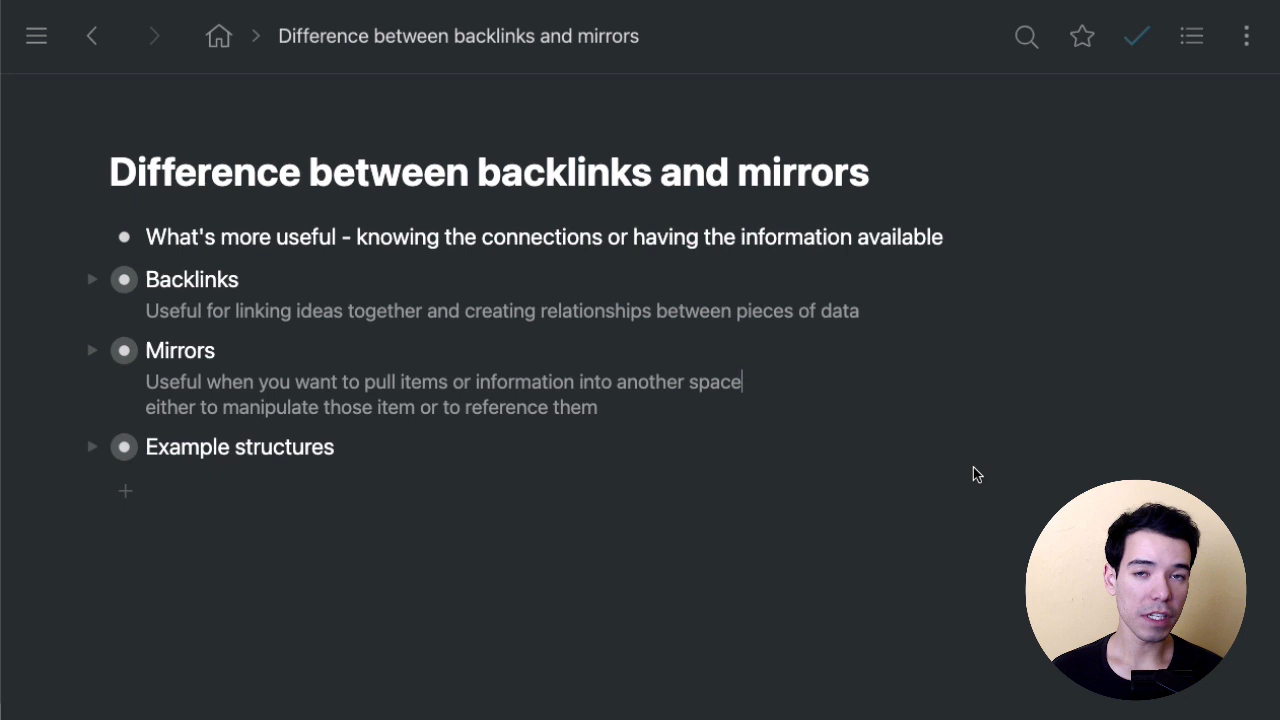 Difference between backlinks and mirrors
Difference between backlinks and mirrors
What's more useful - knowing the connections or having the information available
Backlinks
Useful for linking ideas together and creating relationships between pieces of data
Mirrors
Useful when you want to pull items or information into another space
either to manipulate those item or to reference them
Example structures